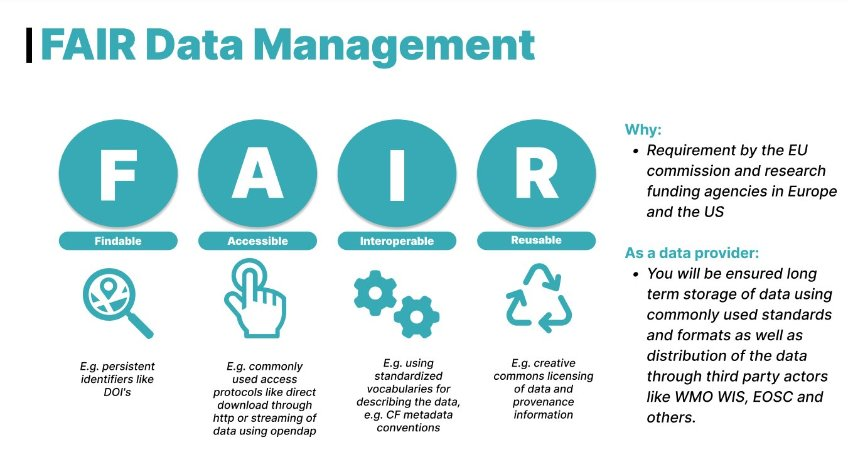 FAIR Data Management
F
A
I
R
Findable
Accessible
Interoperable
Reusable
E.g. persistent
identifiers like
DOI's
E.g. commonly
used access
protocols like direct
download through
http or streaming of
data using opendap
E.g. using
standardized
vocabularies for
describing the data,
e.g. CF metadata
conventions
E.g. creative
commons licensing
of data and
provenance
information
Why:
• Requirement by the EU
commission and research
funding agencies in Europe
and the US
As a data provider:
• You will be ensured long
term storage of data using
commonly used standards
and formats as well as
distribution of the data
through third party actors
like WMO WIS, EOSC and
others.